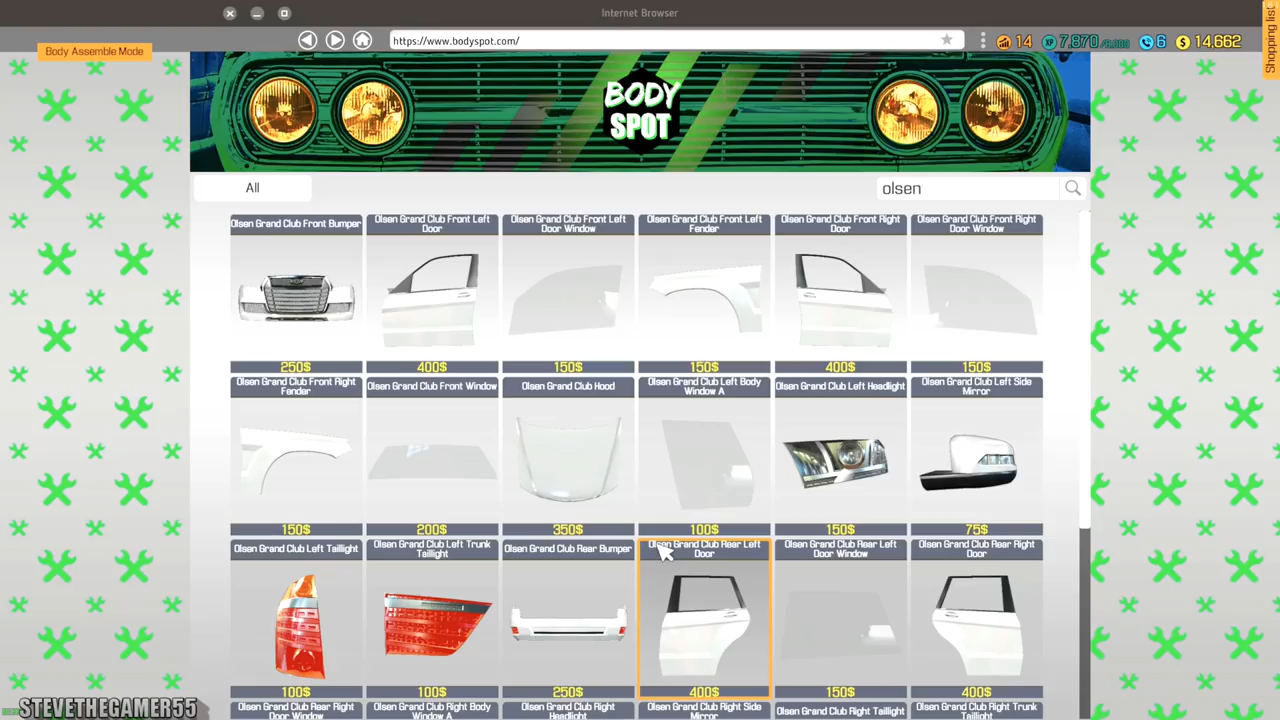 Internet Browser
https://www.bodyspot.com/
14
XP 7,870 /8,000
6
$ 14,662
Shopping list
Body Assemble Mode
BODY
SPOT
All
olsen
Olsen Grand Club Front Bumper
Olsen Grand Club Front Left
Door
Olsen Grand Club Front Left
Door Window
Olsen Grand Club Front Left
Fender
Olsen Grand Club Front Right
Door
Olsen Grand Club Front Right
Door Window
250$
400$
150$
150$
400$
150$
Olsen Grand Club Front Right
Fender
Olsen Grand Club Front Window
Olsen Grand Club Hood
Olsen Grand Club Left Body
Window A
Olsen Grand Club Left Headlight
Olsen Grand Club Left Side
Mirror
150$
200$
350$
100$
150$
75$
Olsen Grand Club Left Taillight
Olsen Grand Club Left Trunk
Taillight
Olsen Grand Club Rear Bumper
Olsen Grand Club Rear Left
Door
Olsen Grand Club Rear Left
Door Window
Olsen Grand Club Rear Right
Door
100$
100$
250$
400$
150$
400$
Olsen Grand Club Rear Right
Door Window
Olsen Grand Club Right Body
Window A
Olsen Grand Club Right
Headlight
Olsen Grand Club Right Side
Mirror
Olsen Grand Club Right Taillight
Olsen Grand Club Right Trunk
Taillight
STEVETHEGAMER55